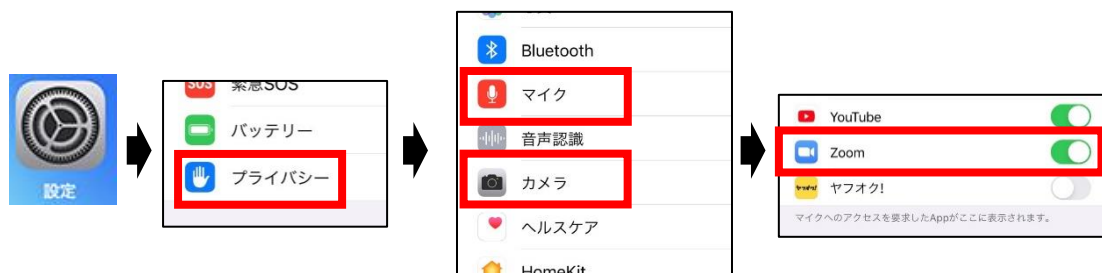 設定
緊急SOS
バッテリー
プライバシー
Bluetooth
マイク
音声認識
カメラ
ヘルスケア
HomeKit
YouTube
Zoom
ヤフオク!
マイクへのアクセスを要求したAppがここに表示されます。